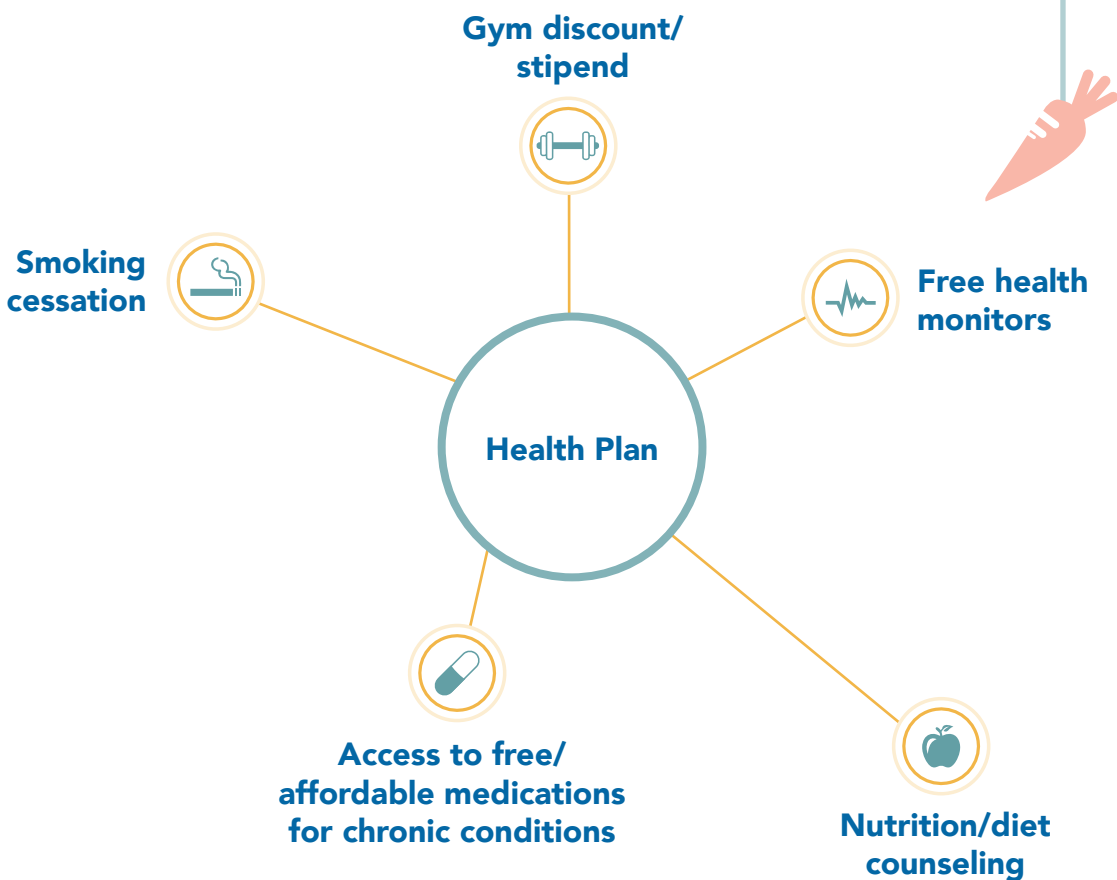 Gym discount/
stipend
Smoking
cessation
Free health
monitors
Health Plan
Access to free/
affordable medications
for chronic conditions
Nutrition/diet
counseling